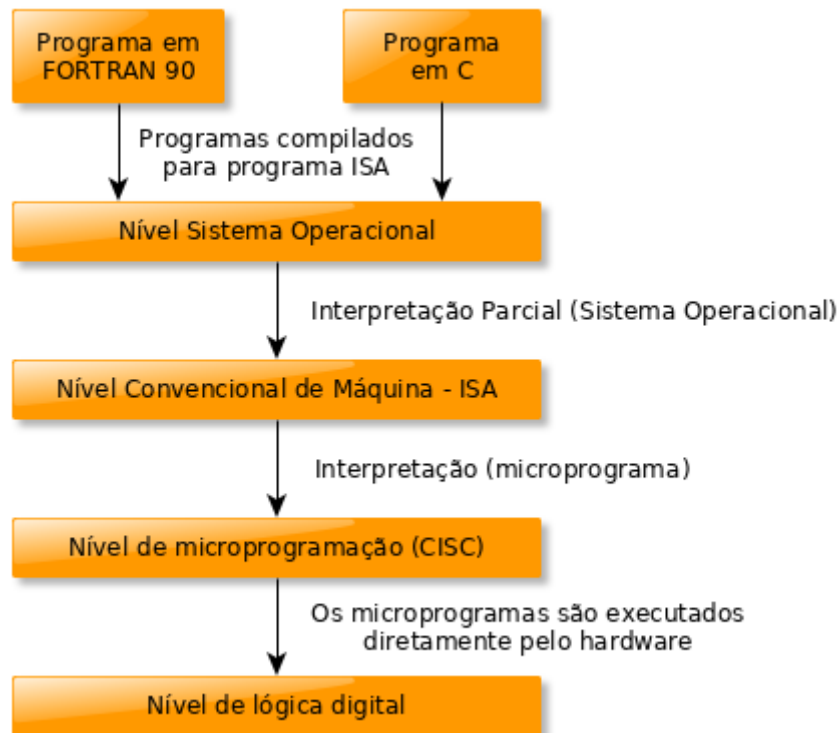 Programa em
FORTRAN 90
Programa
em C
Programas compilados
para programa ISA
Nível Sistema Operacional
Interpretação Parcial (Sistema Operacional)
Nível Convencional de Máquina - ISA
Interpretação (microprograma)
Nível de microprogramação (CISC)
Os microprogramas são executados
diretamente pelo hardware
Nível de lógica digital